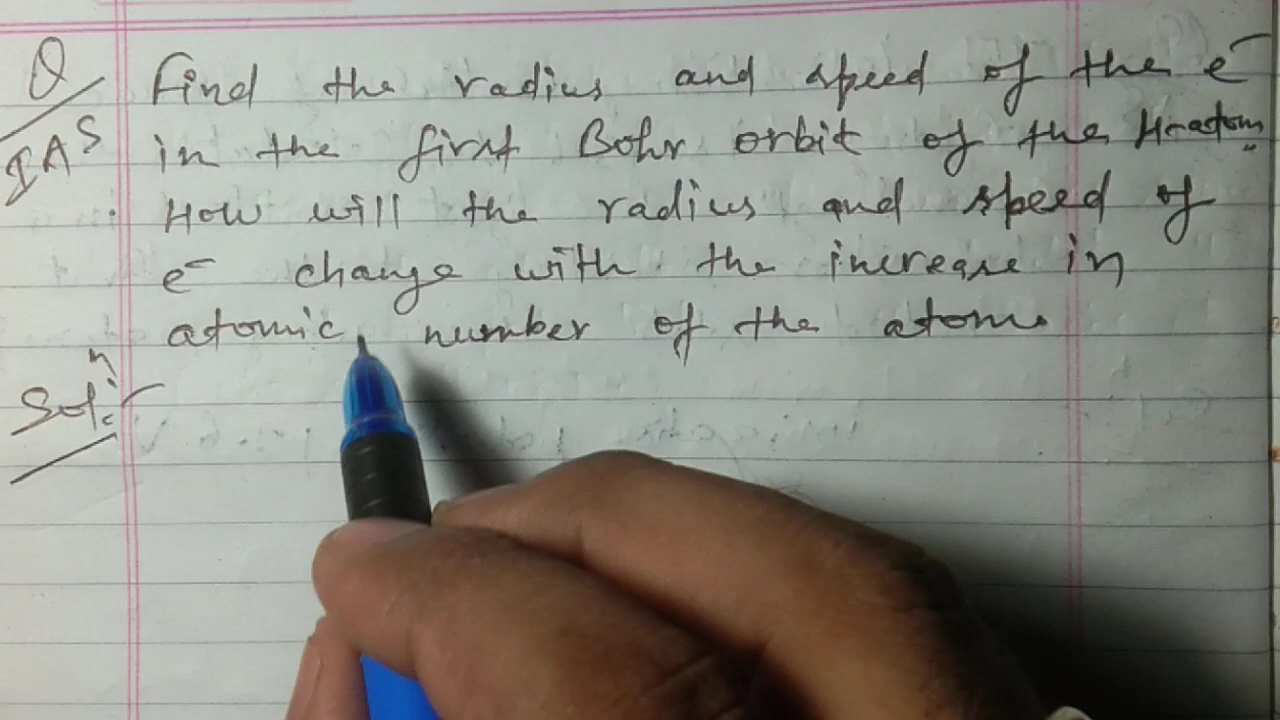 Q Find the radius and speed of the e⁻
IAS in the first Bohr orbit of the H-atom.
How will the radius and speed of
e⁻ change with the increase in
atomic number of the atom.
Solⁿ:-